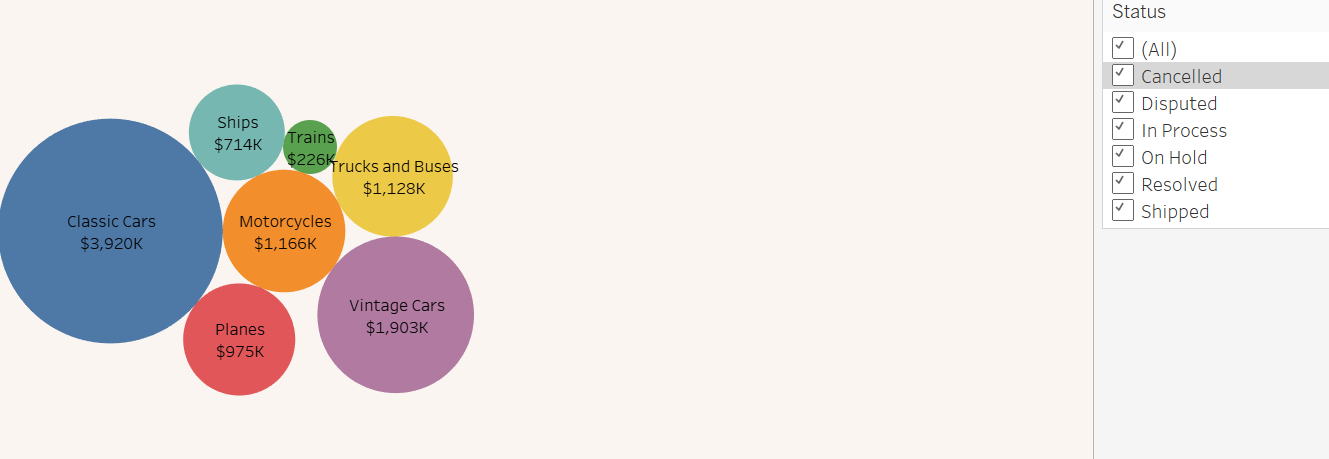 Status
(All)
Cancelled
Disputed
In Process
On Hold
Resolved
Shipped
Ships
$714K
Trains
$226K
Trucks and Buses
$1,128K
Classic Cars
$3,920K
Motorcycles
$1,166K
Vintage Cars
$1,903K
Planes
$975K